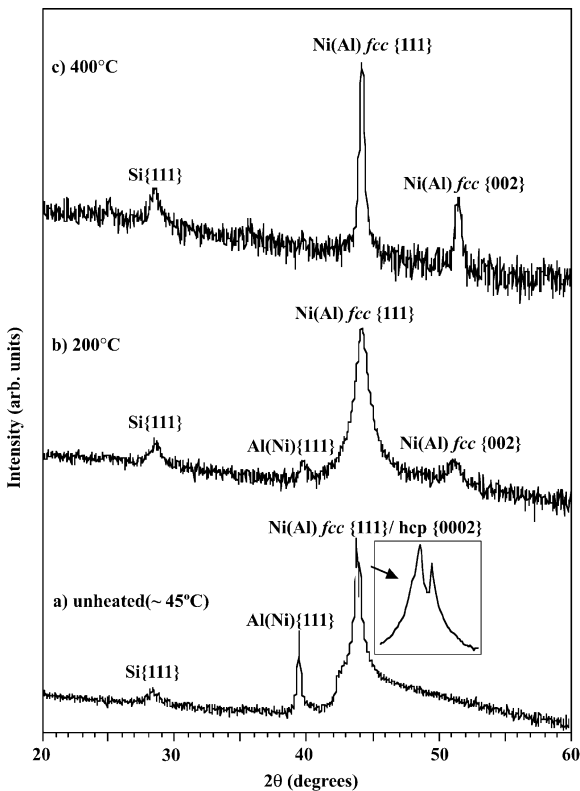 Ni(Al) fcc {111}
c) 400°C
Si{111}
Ni(Al) fcc {002}
Ni(Al) fcc {111}
b) 200°C
Si{111}
Al(Ni){111}
Ni(Al) fcc {002}
Ni(Al) fcc {111}/ hcp {0002}
a) unheated(~ 45°C)
Al(Ni){111}
Si{111}
Intensity (arb. units)
20 30 40 50 60
2θ (degrees)